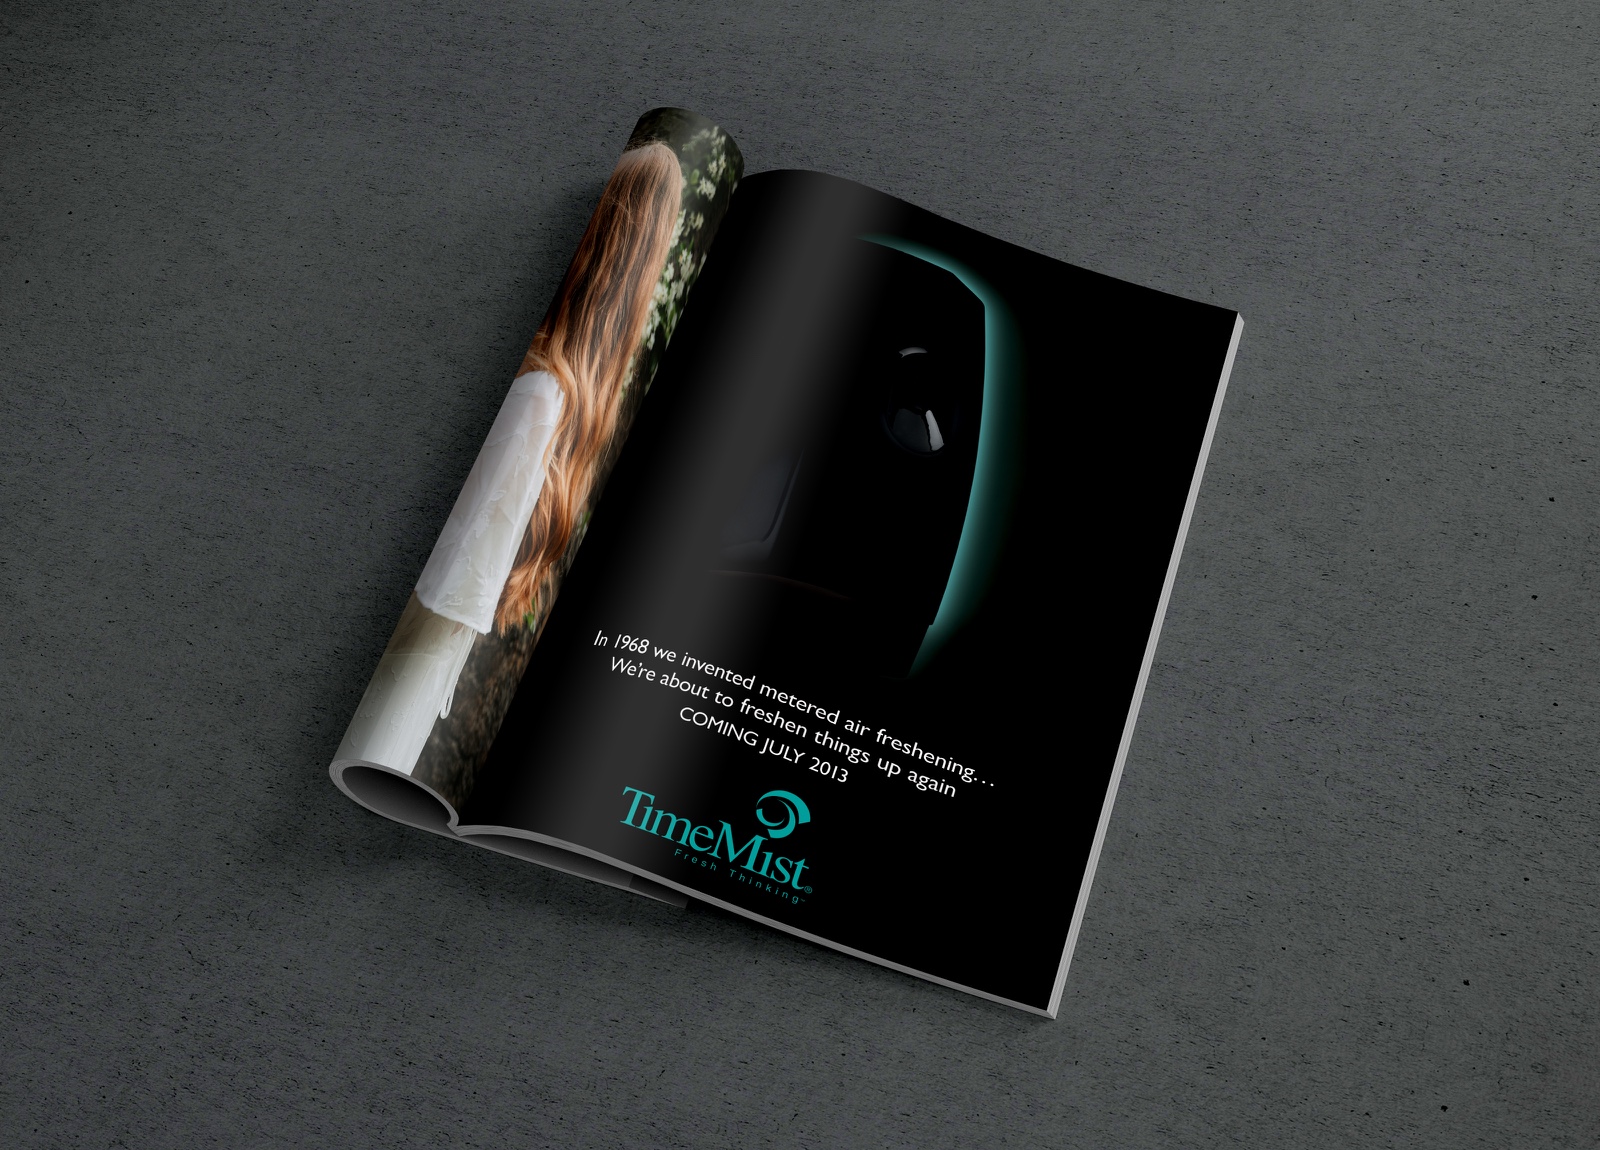 In 1968 we invented metered air freshening...
We're about to freshen things up again
COMING JULY 2013
TimeMist®
Fresh Thinking™